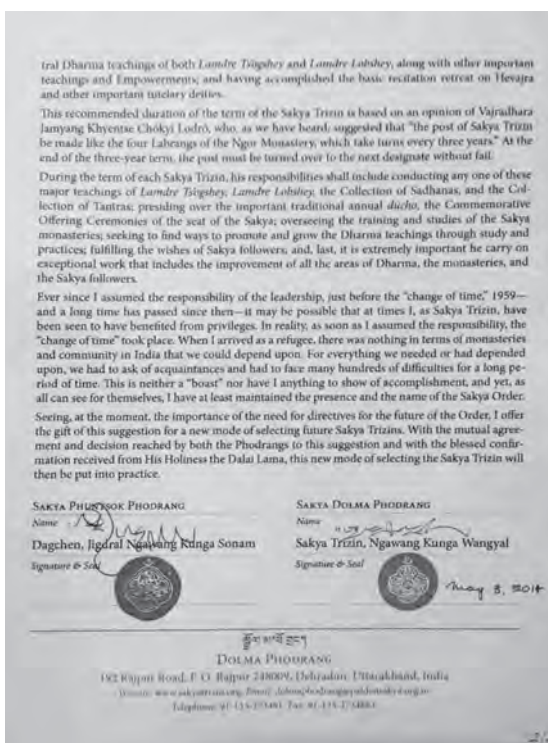 tral Dharma teachings of both Lamdre Tsogshey and Lamdre Lobshey, along with other important
teachings and Empowerments; and having accomplished the basic recitation retreat on Hevajra
and other important tutelary deities.
This recommended duration of the term of the Sakya Trizin is based on an opinion of Vajradhara
Jamyang Khyentse Chökyi Lodrö, who, as we have heard, suggested that "the post of Sakya Trizin
be made like the four Labrangs of the Ngor Monastery, which take turns every three years." At the
end of the three-year term, the post must be turned over to the next designate without fail.
During the term of each Sakya Trizin, his responsibilities shall include conducting any one of these
major teachings of Lamdre Tsogshey, Lamdre Lobshey, the Collection of Sadhanas, and the Col-
lection of Tantras; presiding over the important traditional annual ducho, the Commemorative
Offering Ceremonies of the seat of the Sakya; overseeing the training and studies of the Sakya
monasteries; seeking to find ways to promote and grow the Dharma teachings through study and
practices; fulfilling the wishes of Sakya followers, and, last, it is extremely important he carry on
exceptional work that includes the improvement of all the areas of Dharma, the monasteries, and
the Sakya followers.
Ever since I assumed the responsibility of the leadership, just before the "change of time," 1959—
and a long time has passed since then—it may be possible that at times I, as Sakya Trizin, have
been seen to have benefited from privileges. In reality, as soon as I assumed the responsibility, the
"change of time" took place. When I arrived as a refugee, there was nothing in terms of monasteries
and community in India that we could depend upon. For everything we needed or had depended
upon, we had to ask of acquaintances and had to face many hundreds of difficulties for a long pe-
riod of time. This is neither a "boast" nor have I anything to show of accomplishment, and yet, as
all can see for themselves, I have at least maintained the presence and the name of the Sakya Order.
Seeing, at the moment, the importance of the need for directives for the future of the Order, I offer
the gift of this suggestion for a new mode of selecting future Sakya Trizins. With the mutual agree-
ment and decision reached by both the Phodrangs to this suggestion and with the blessed confir-
mation received from His Holiness the Dalai Lama, this new mode of selecting the Sakya Trizin will
then be put into practice.
SAKYA PHUNTSOK PHODRANG
Name
Dagchen, Jigdral Ngawang Kunga Sonam
Signature & Seal
SAKYA DOLMA PHODRANG
Name
Sakya Trizin, Ngawang Kunga Wangyal
Signature & Seal
May 8, 2014
སྒྲོལ་མ་ཕོ་བྲང་།
DOLMA PHODRANG
192 Rajpur Road, P. O. Rajpur 248009, Dehradun, Uttarakhand, India
Website: www.sakyatrizin.org, Email:
Telephone: Fax: